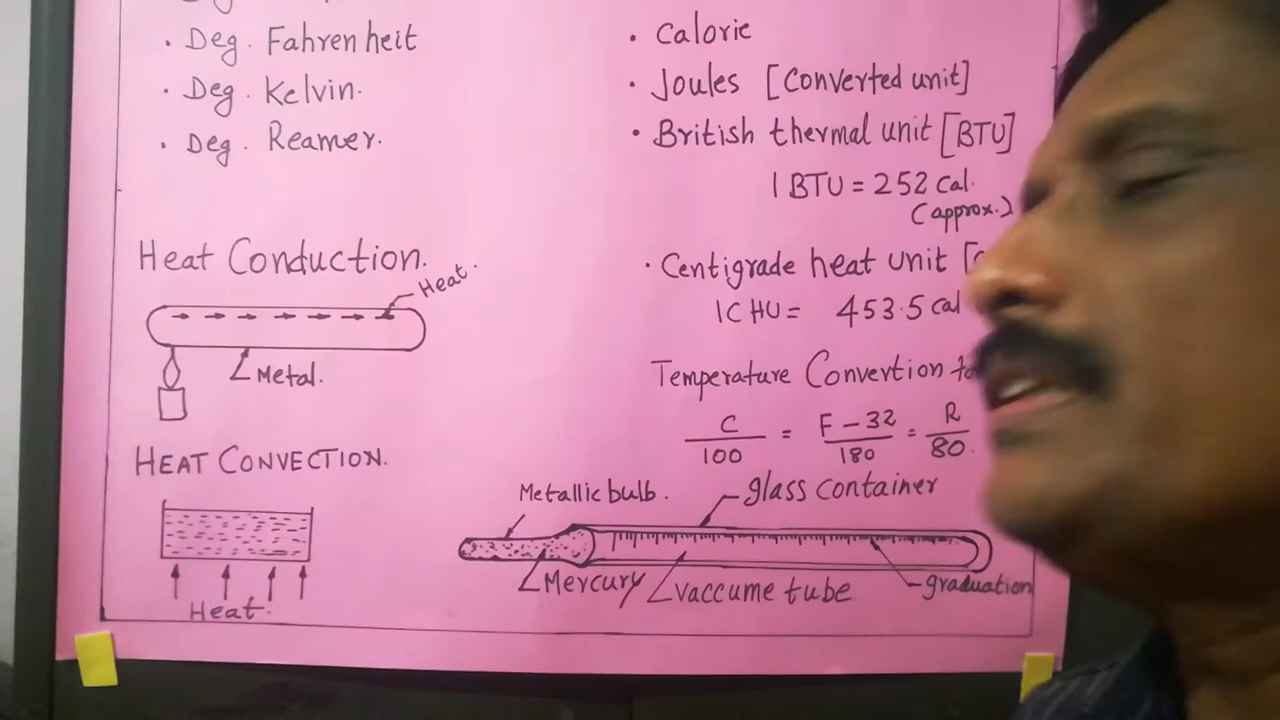 Deg.
• Deg. Fahrenheit
• Deg. Kelvin.
• Deg. Reamer.
Heat Conduction.
Heat.
Metal.
HEAT CONVECTION.
Heat.
• Calorie
• Joules [Converted unit]
• British thermal unit [BTU]
1 BTU = 252 Cal.
(approx.)
• Centigrade heat unit [
1CHU = 453.5 cal
Temperature Convertion
C/100 = F-32/180 = R/80.
Metallic bulb.
glass container
Mercury
vaccume tube
graduation